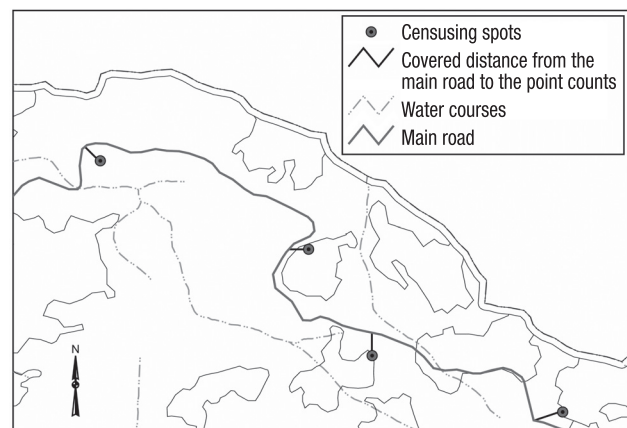 Censusing spots
Covered distance from the
main road to the point counts
Water courses
Main road
N